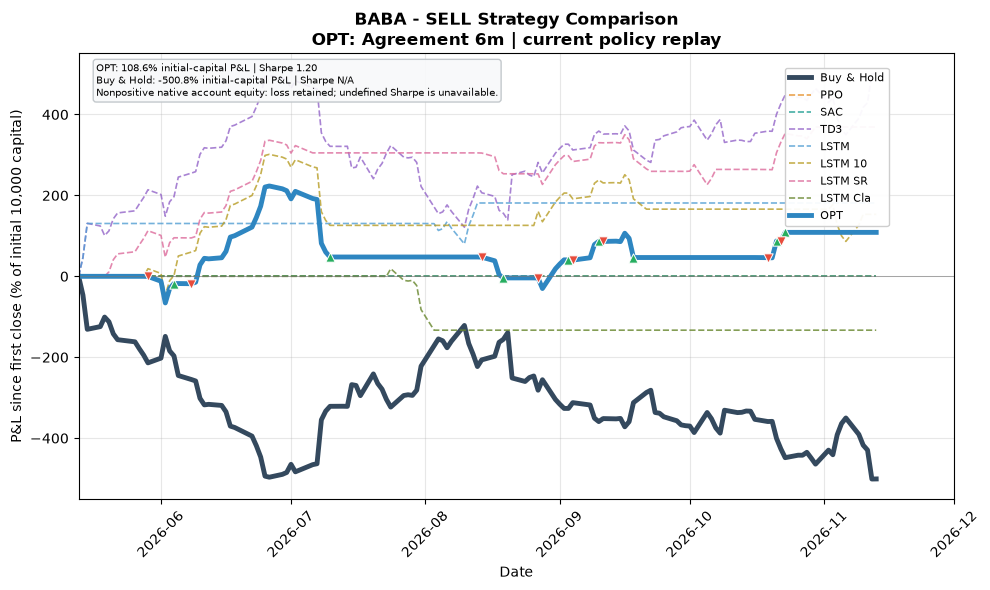 BABA - SELL Strategy Comparison
OPT: Agreement 6m | current policy replay
OPT: 108.6% initial-capital P&L | Sharpe 1.20
Buy & Hold: -500.8% initial-capital P&L | Sharpe N/A
Nonpositive native account equity: loss retained; undefined Sharpe is unavailable.
Buy & Hold
PPO
SAC
TD3
LSTM
LSTM 10
LSTM SR
LSTM Cla
OPT
P&L since first close (% of initial 10,000 capital)
400
200
0
−200
−400
2026-06
2026-07
2026-08
2026-09
2026-10
2026-11
2026-12
Date